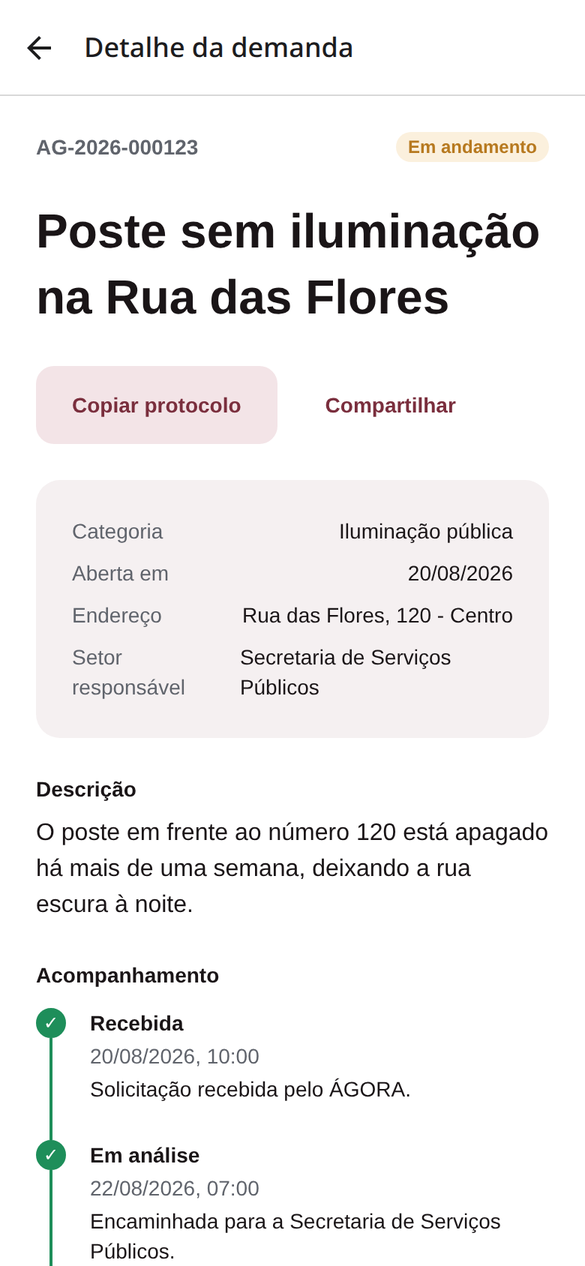 Detalhe da demanda
AG-2026-000123
Em andamento
Poste sem iluminação
na Rua das Flores
Copiar protocolo
Compartilhar
Categoria
Iluminação pública
Aberta em
20/08/2026
Endereço
Rua das Flores, 120 - Centro
Setor
responsável
Secretaria de Serviços
Públicos
Descrição
O poste em frente ao número 120 está apagado
há mais de uma semana, deixando a rua
escura à noite.
Acompanhamento
Recebida
20/08/2026, 10:00
Solicitação recebida pelo ÁGORA.
Em análise
22/08/2026, 07:00
Encaminhada para a Secretaria de Serviços
Públicos.